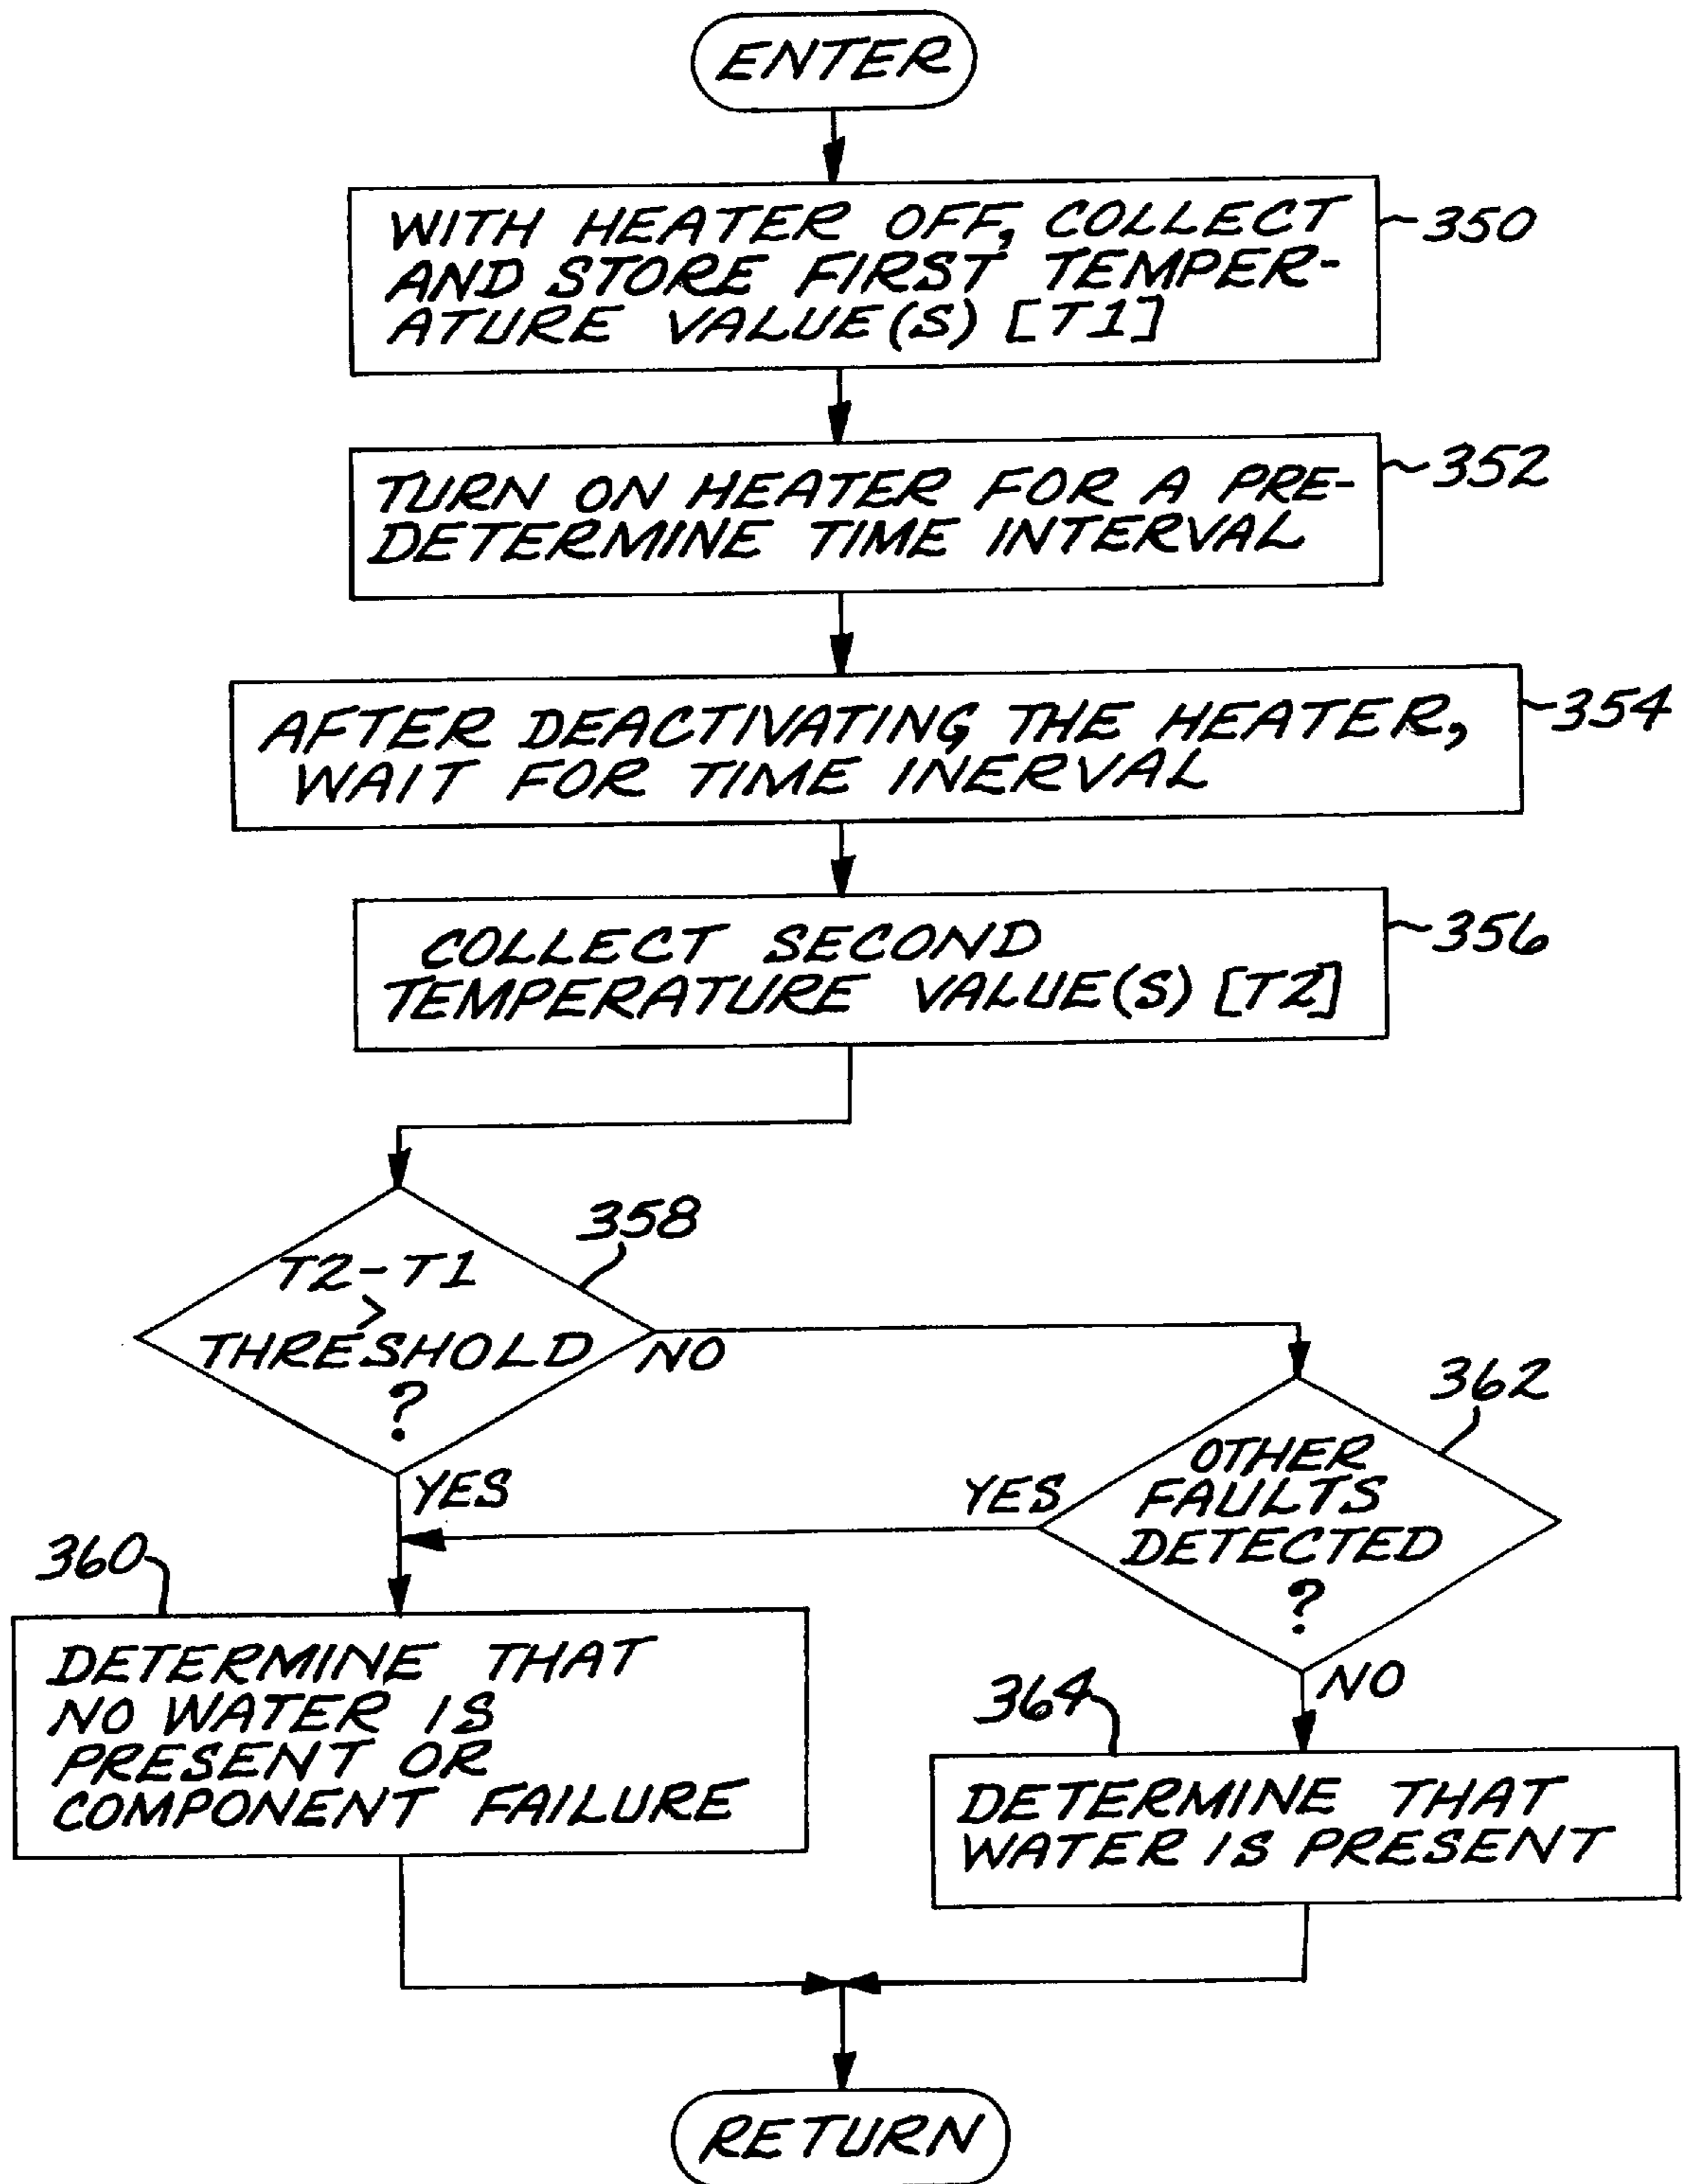 ENTER
WITH HEATER OFF, COLLECT
AND STORE FIRST TEMPER-
ATURE VALUE(S) [T1]
350
TURN ON HEATER FOR A PRE-
DETERMINE TIME INTERVAL
352
AFTER DEACTIVATING THE HEATER,
WAIT FOR TIME INERVAL
354
COLLECT SECOND
TEMPERATURE VALUE(S) [T2]
356
358
T2-T1
>
THRESHOLD
?
NO
YES
362
OTHER
FAULTS
DETECTED
?
YES
NO
360
DETERMINE THAT
NO WATER IS
PRESENT OR
COMPONENT FAILURE
364
DETERMINE THAT
WATER IS PRESENT
RETURN